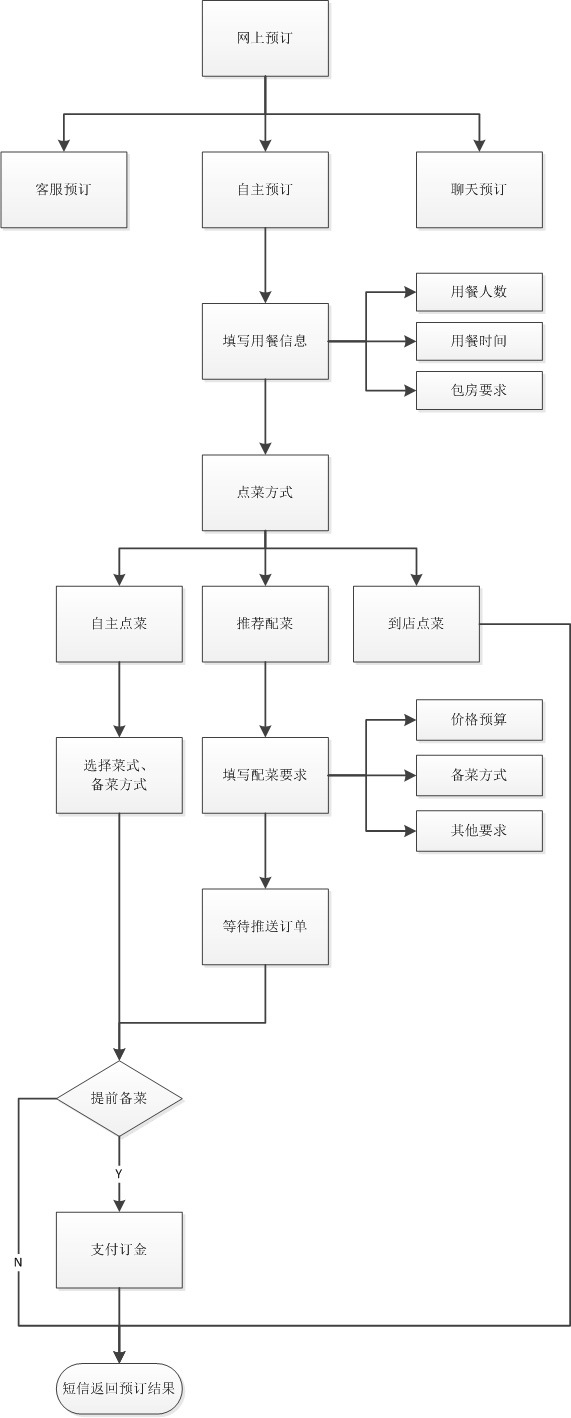 网上预订
客服预订
自主预订
聊天预订
用餐人数
填写用餐信息
用餐时间
包房要求
点菜方式
自主点菜
推荐配菜
到店点菜
价格预算
选择菜式、
备菜方式
填写配菜要求
备菜方式
其他要求
等待推送订单
提前备菜
Y
支付订金
N
短信返回预订结果